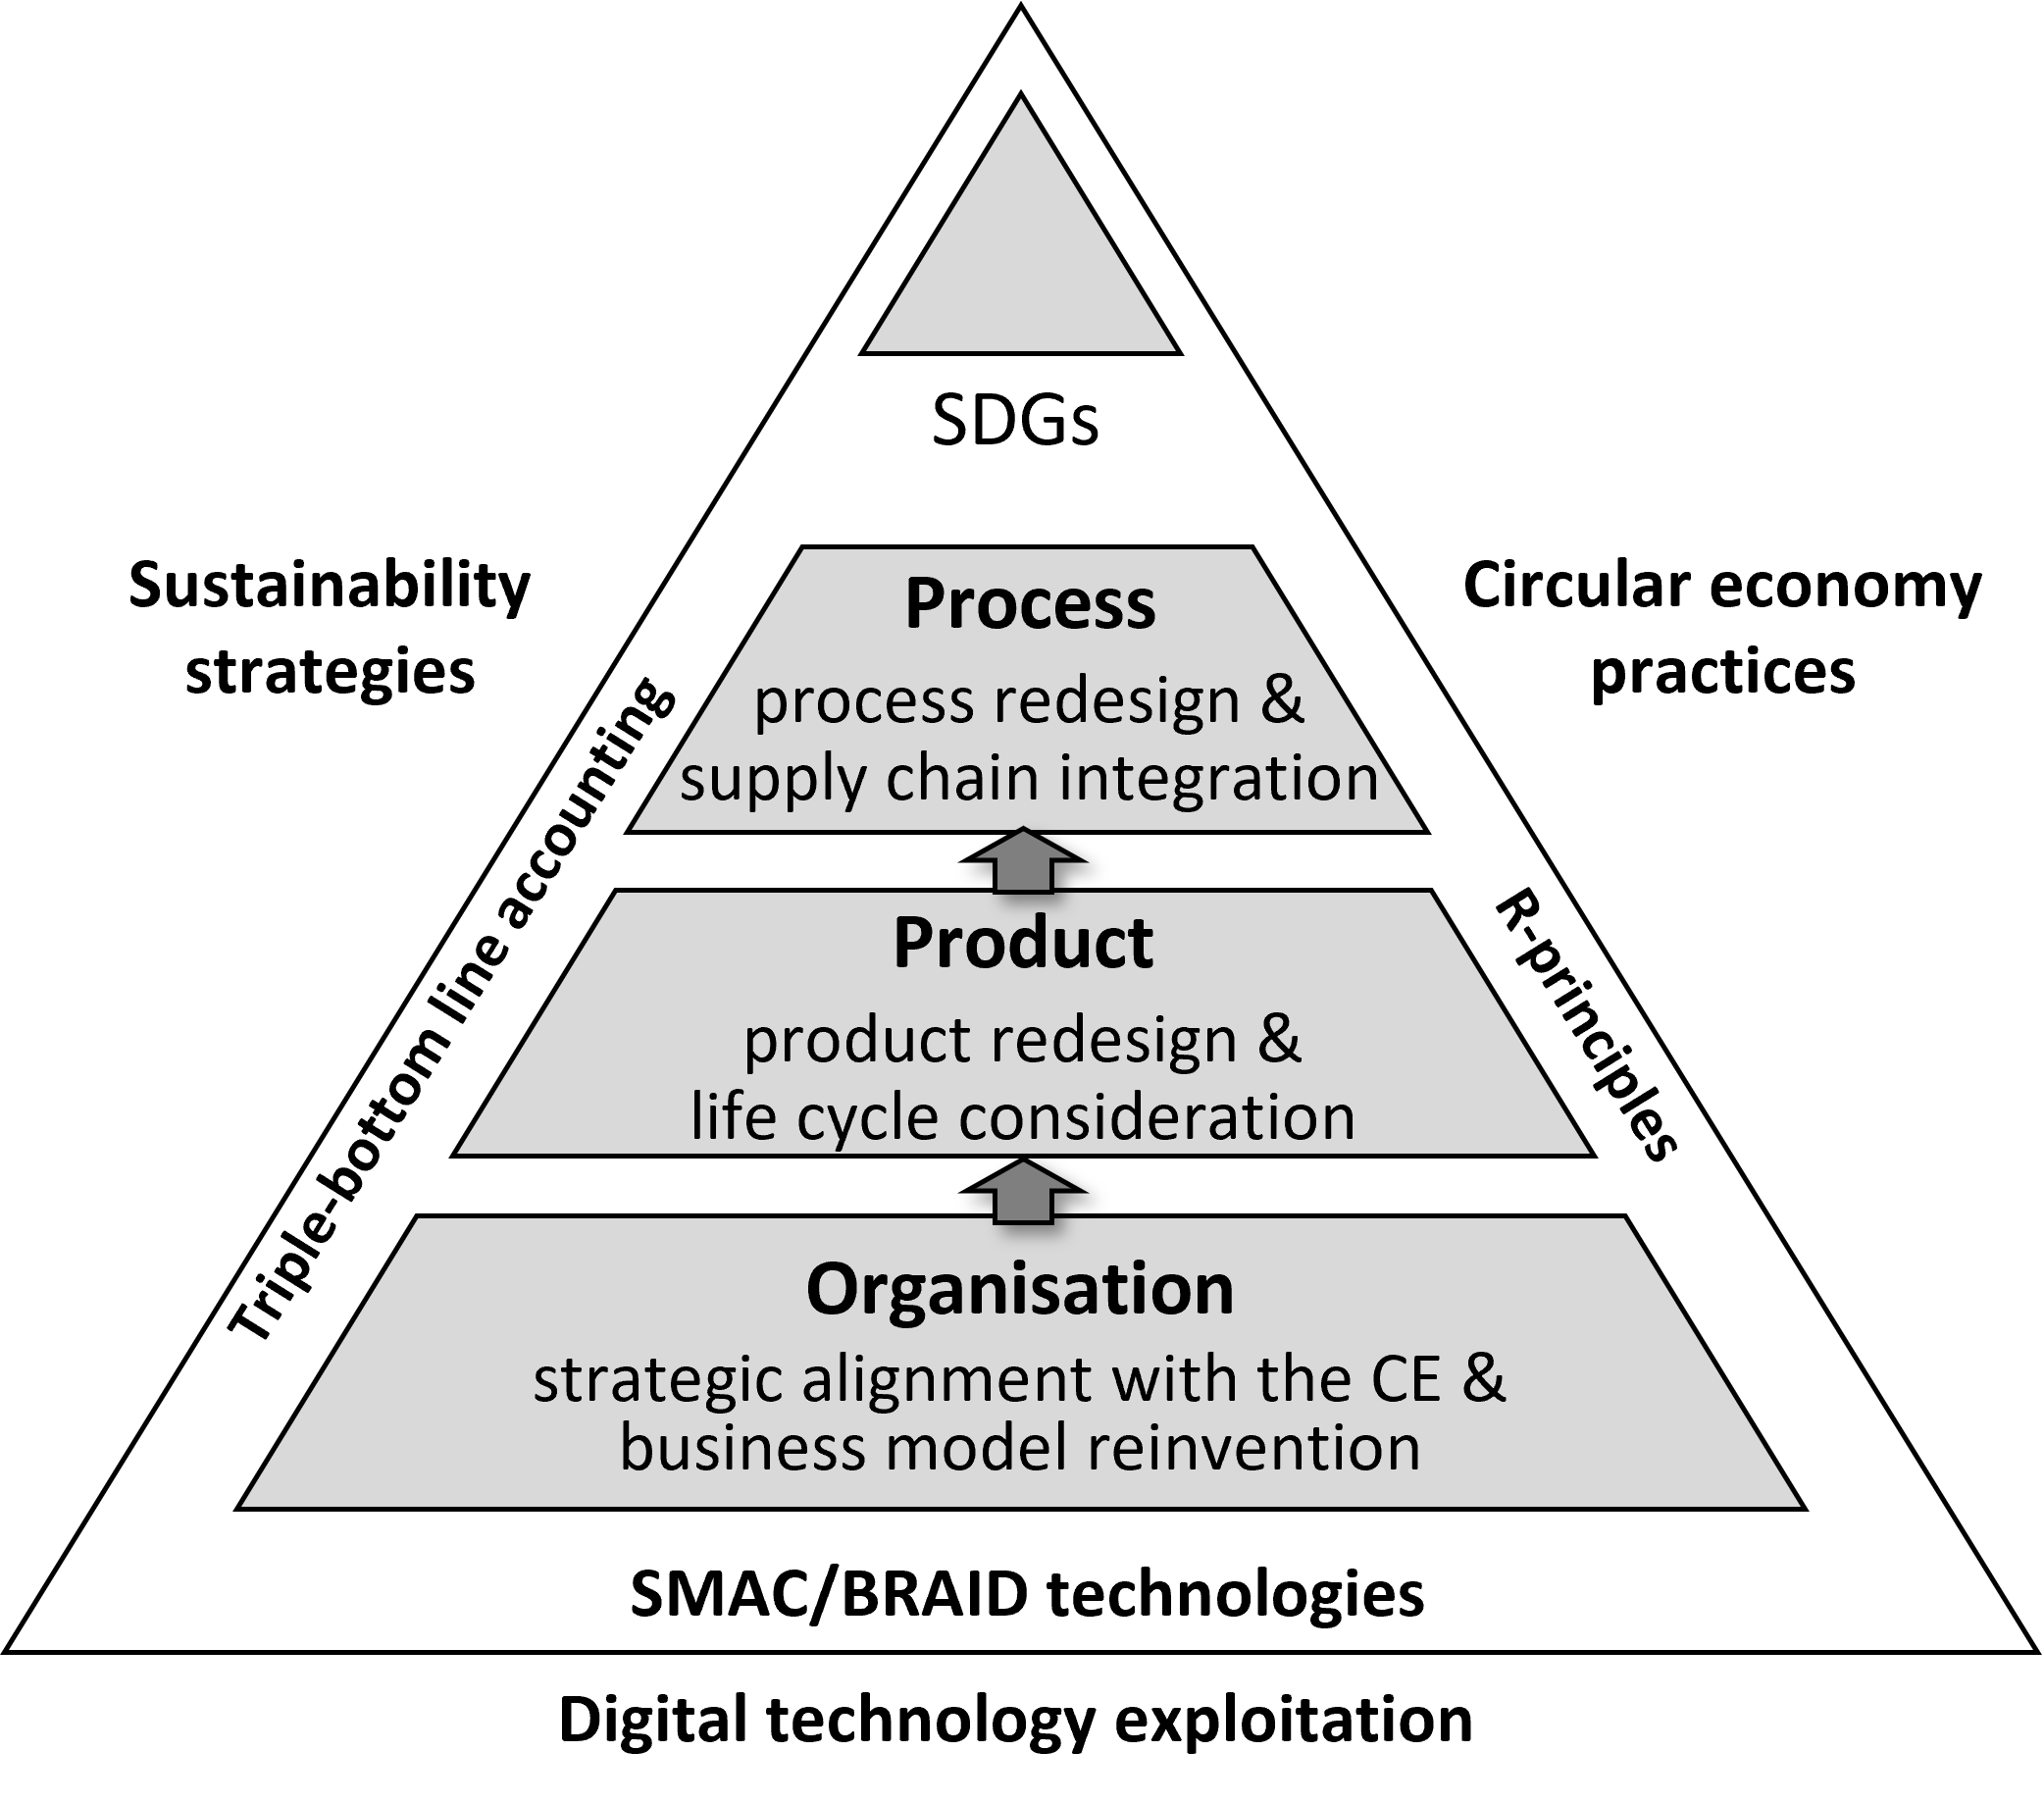 SDGs
Sustainability
strategies
Circular economy
practices
Process
process redesign &
supply chain integration
Triple-bottom line accounting
R-principles
Product
product redesign &
life cycle consideration
Organisation
strategic alignment with the CE &
business model reinvention
SMAC/BRAID technologies
Digital technology exploitation